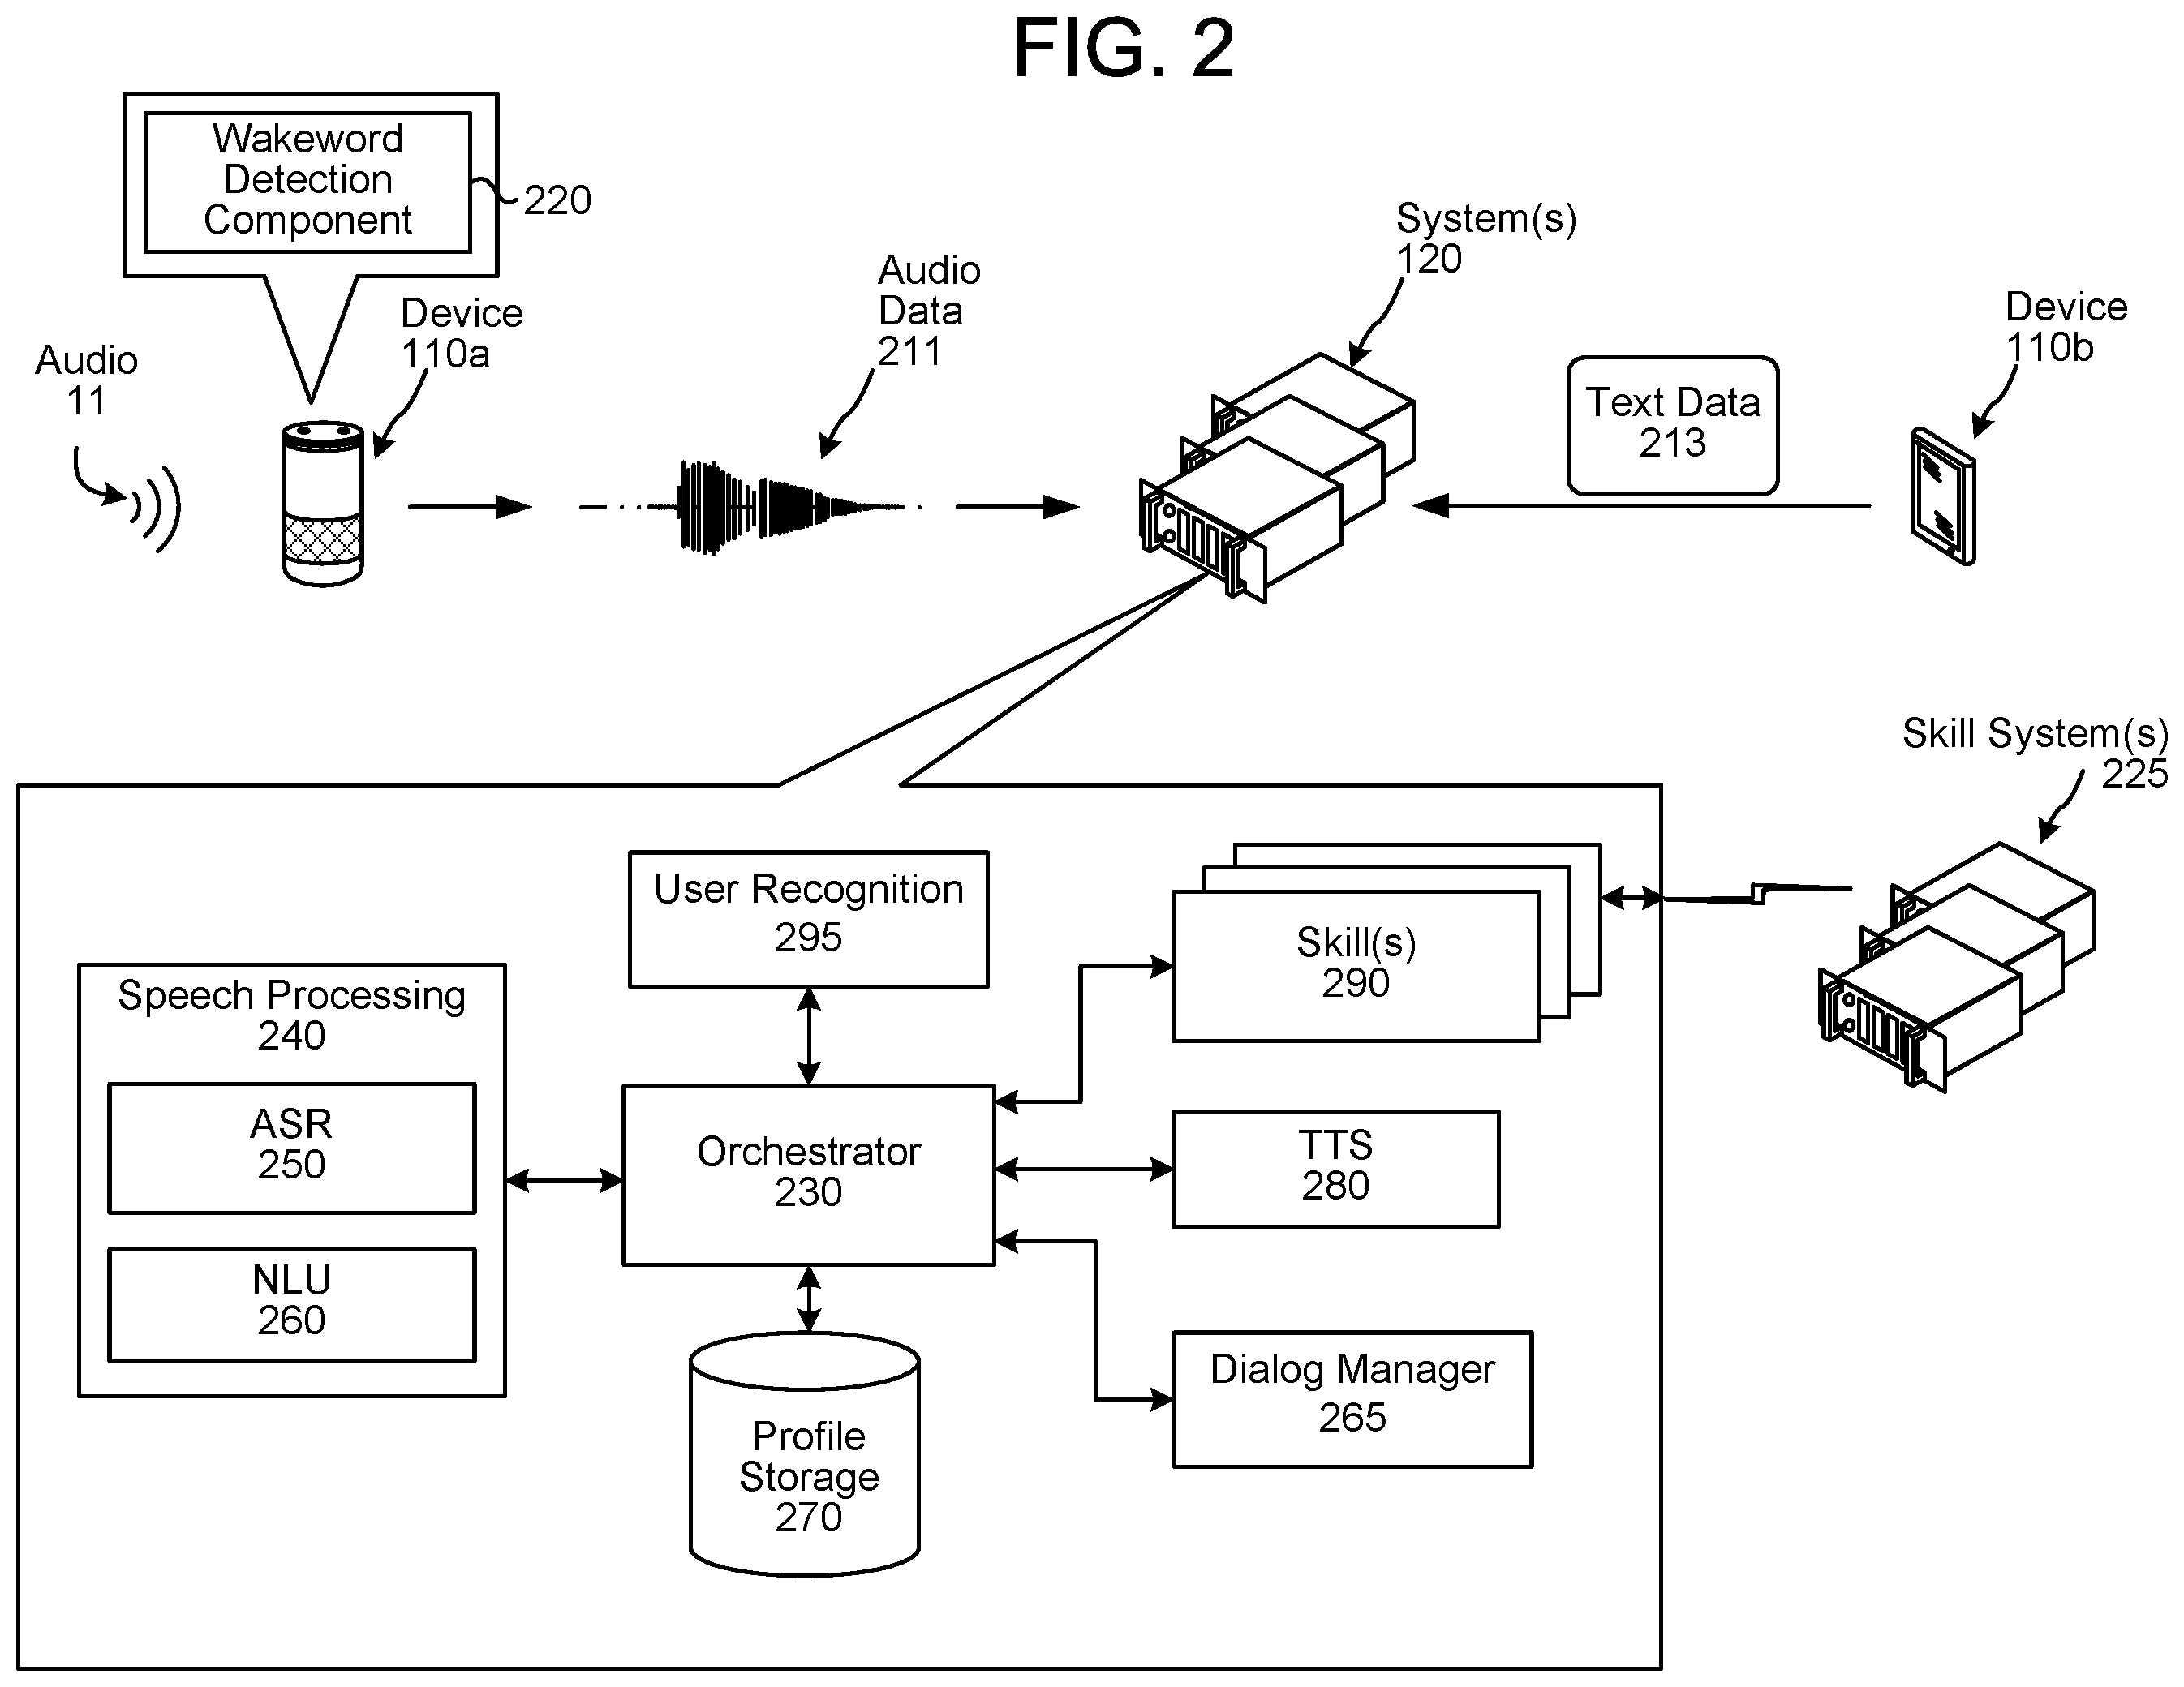 FIG. 2
Wakeword
Detection
Component
220
Audio
11
Device
110a
Audio
Data
211
System(s)
120
Text Data
213
Device
110b
Skill System(s)
225
User Recognition
295
Skill(s)
290
Speech Processing
240
ASR
250
NLU
260
Orchestrator
230
TTS
280
Dialog Manager
265
Profile
Storage
270